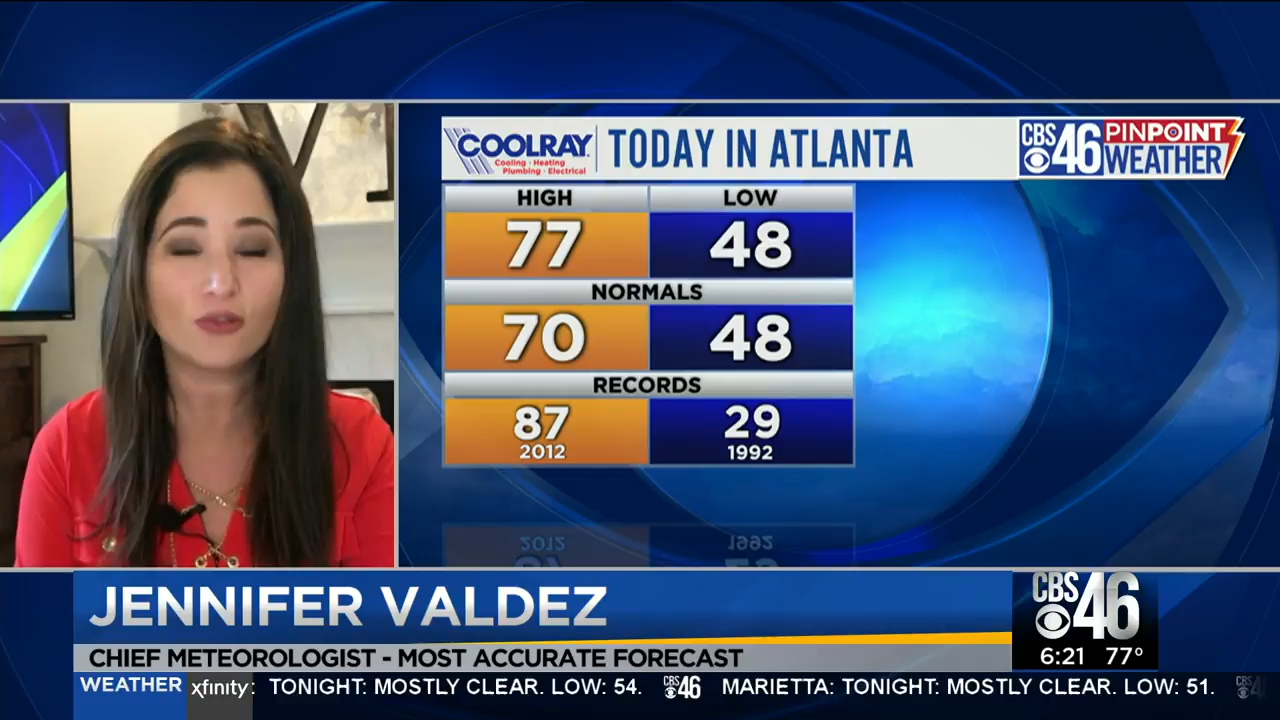 COOLRAY
Cooling · Heating
Plumbing · Electrical
TODAY IN ATLANTA
CBS 46 PINPOINT WEATHER
HIGH LOW
77 48
NORMALS
70 48
RECORDS
87 29
2012 1992
JENNIFER VALDEZ
CHIEF METEOROLOGIST - MOST ACCURATE FORECAST
CBS 46
6:21 77°
WEATHER xfinity: TONIGHT: MOSTLY CLEAR. LOW: 54. CBS 46 MARIETTA: TONIGHT: MOSTLY CLEAR. LOW: 51. CBS 4